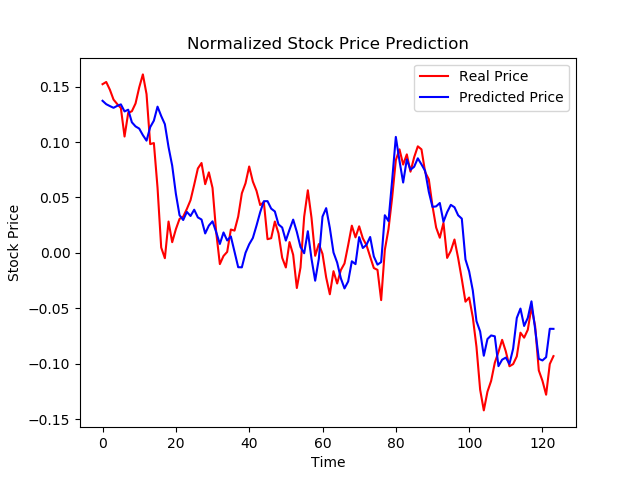 Normalized Stock Price Prediction
Real Price
Predicted Price
Stock Price
0.15
0.10
0.05
0.00
−0.05
−0.10
−0.15
0 20 40 60 80 100 120
Time